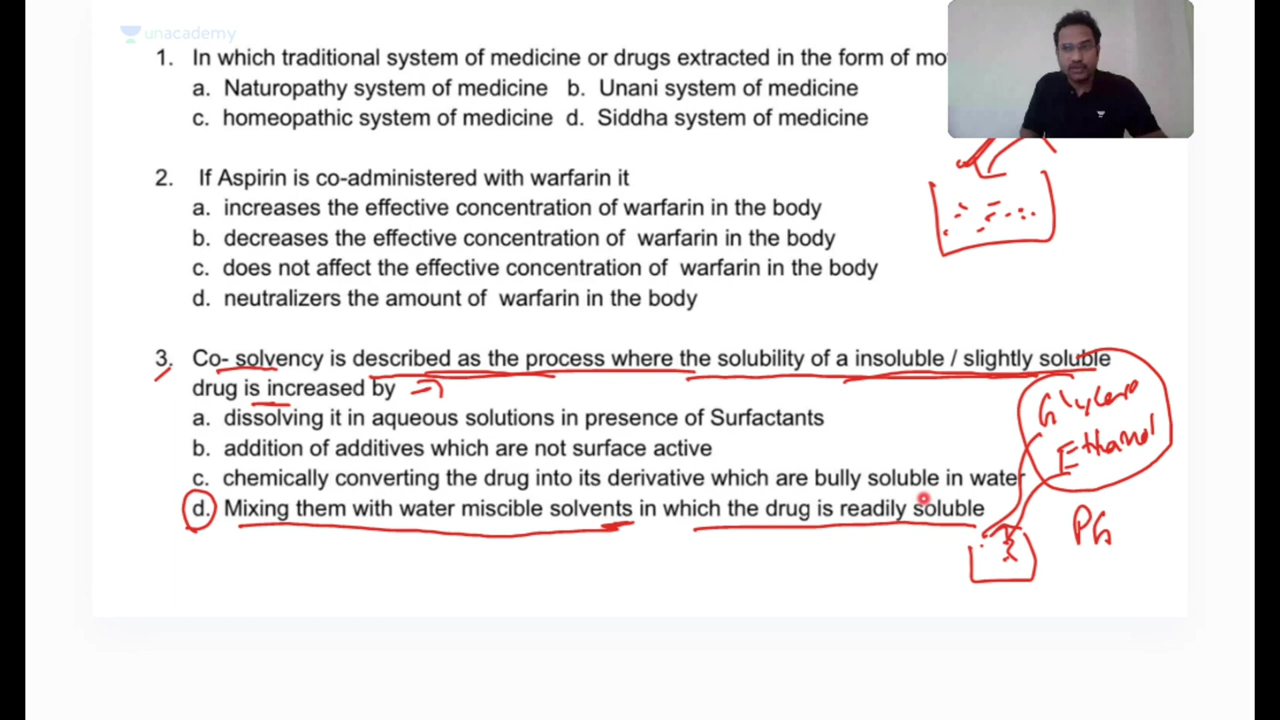 unacademy
1. In which traditional system of medicine or drugs extracted in the form of mo
a. Naturopathy system of medicine b. Unani system of medicine
c. homeopathic system of medicine d. Siddha system of medicine
2. If Aspirin is co-administered with warfarin it
a. increases the effective concentration of warfarin in the body
b. decreases the effective concentration of warfarin in the body
c. does not affect the effective concentration of warfarin in the body
d. neutralizers the amount of warfarin in the body
3. Co- solvency is described as the process where the solubility of a insoluble / slightly soluble
drug is increased by
a. dissolving it in aqueous solutions in presence of Surfactants
b. addition of additives which are not surface active
c. chemically converting the drug into its derivative which are bully soluble in water
d. Mixing them with water miscible solvents in which the drug is readily soluble
Ethanol
PG